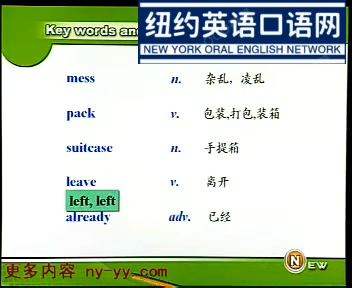 Key words and
纽约英语口语网
NEW YORK ORAL ENGLISH NETWORK
mess n. 杂乱，凌乱
pack v. 包装,打包,装箱
suitcase n. 手提箱
leave v. 离开
left, left
already adv. 已经
NEW
更多内容 ny-yy.com